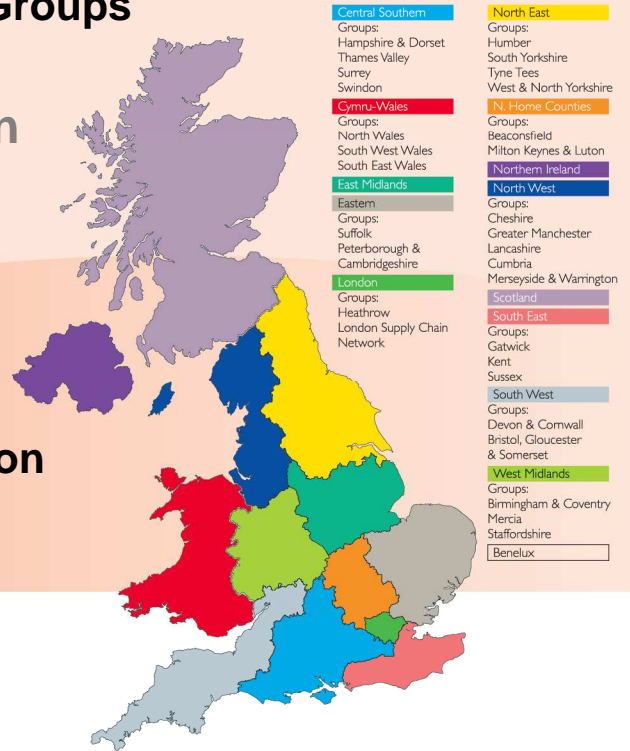 Groups
n
on
Central Southern
Groups:
Hampshire & Dorset
Thames Valley
Surrey
Swindon
Cymru-Wales
Groups:
North Wales
South West Wales
South East Wales
East Midlands
Eastern
Groups:
Suffolk
Peterborough &
Cambridgeshire
London
Groups:
Heathrow
London Supply Chain
Network
North East
Groups:
Humber
South Yorkshire
Tyne Tees
West & North Yorkshire
N. Home Counties
Groups:
Beaconsfield
Milton Keynes & Luton
Northern Ireland
North West
Groups:
Cheshire
Greater Manchester
Lancashire
Cumbria
Merseyside & Warrington
Scotland
South East
Groups:
Gatwick
Kent
Sussex
South West
Groups:
Devon & Cornwall
Bristol, Gloucester
& Somerset
West Midlands
Groups:
Birmingham & Coventry
Mercia
Staffordshire
Benelux